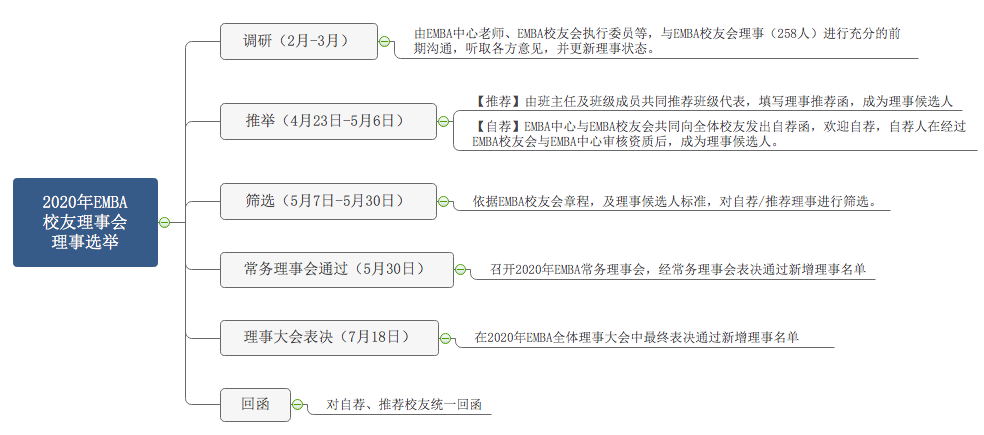 2020年EMBA
校友理事会
理事选举
调研（2月-3月）
由EMBA中心老师、EMBA校友会执行委员等，与EMBA校友会理事（258人）进行充分的前
期沟通，听取各方意见，并更新理事状态。
推举（4月23日-5月6日）
【推荐】由班主任及班级成员共同推荐班级代表，填写理事推荐函，成为理事候选人
【自荐】EMBA中心与EMBA校友会共同向全体校友发出自荐函，欢迎自荐，自荐人在经过
EMBA校友会与EMBA中心审核资质后，成为理事候选人。
筛选（5月7日-5月30日）
依据EMBA校友会章程，及理事候选人标准，对自荐/推荐理事进行筛选。
常务理事会通过（5月30日）
召开2020年EMBA常务理事会，经常务理事会表决通过新增理事名单
理事大会表决（7月18日）
在2020年EMBA全体理事大会中最终表决通过新增理事名单
回函
对自荐、推荐校友统一回函